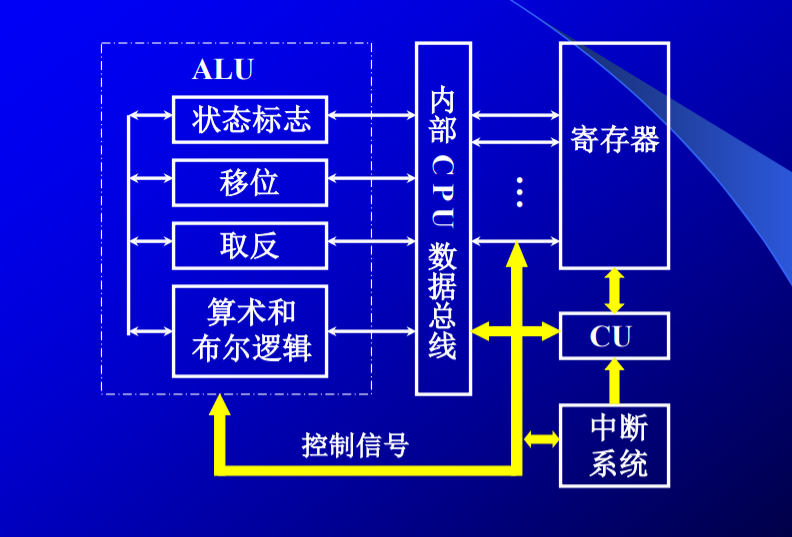 ALU
状态标志
移位
取反
算术和
布尔逻辑
内部CPU数据总线
寄存器
⋮
CU
中断
系统
控制信号